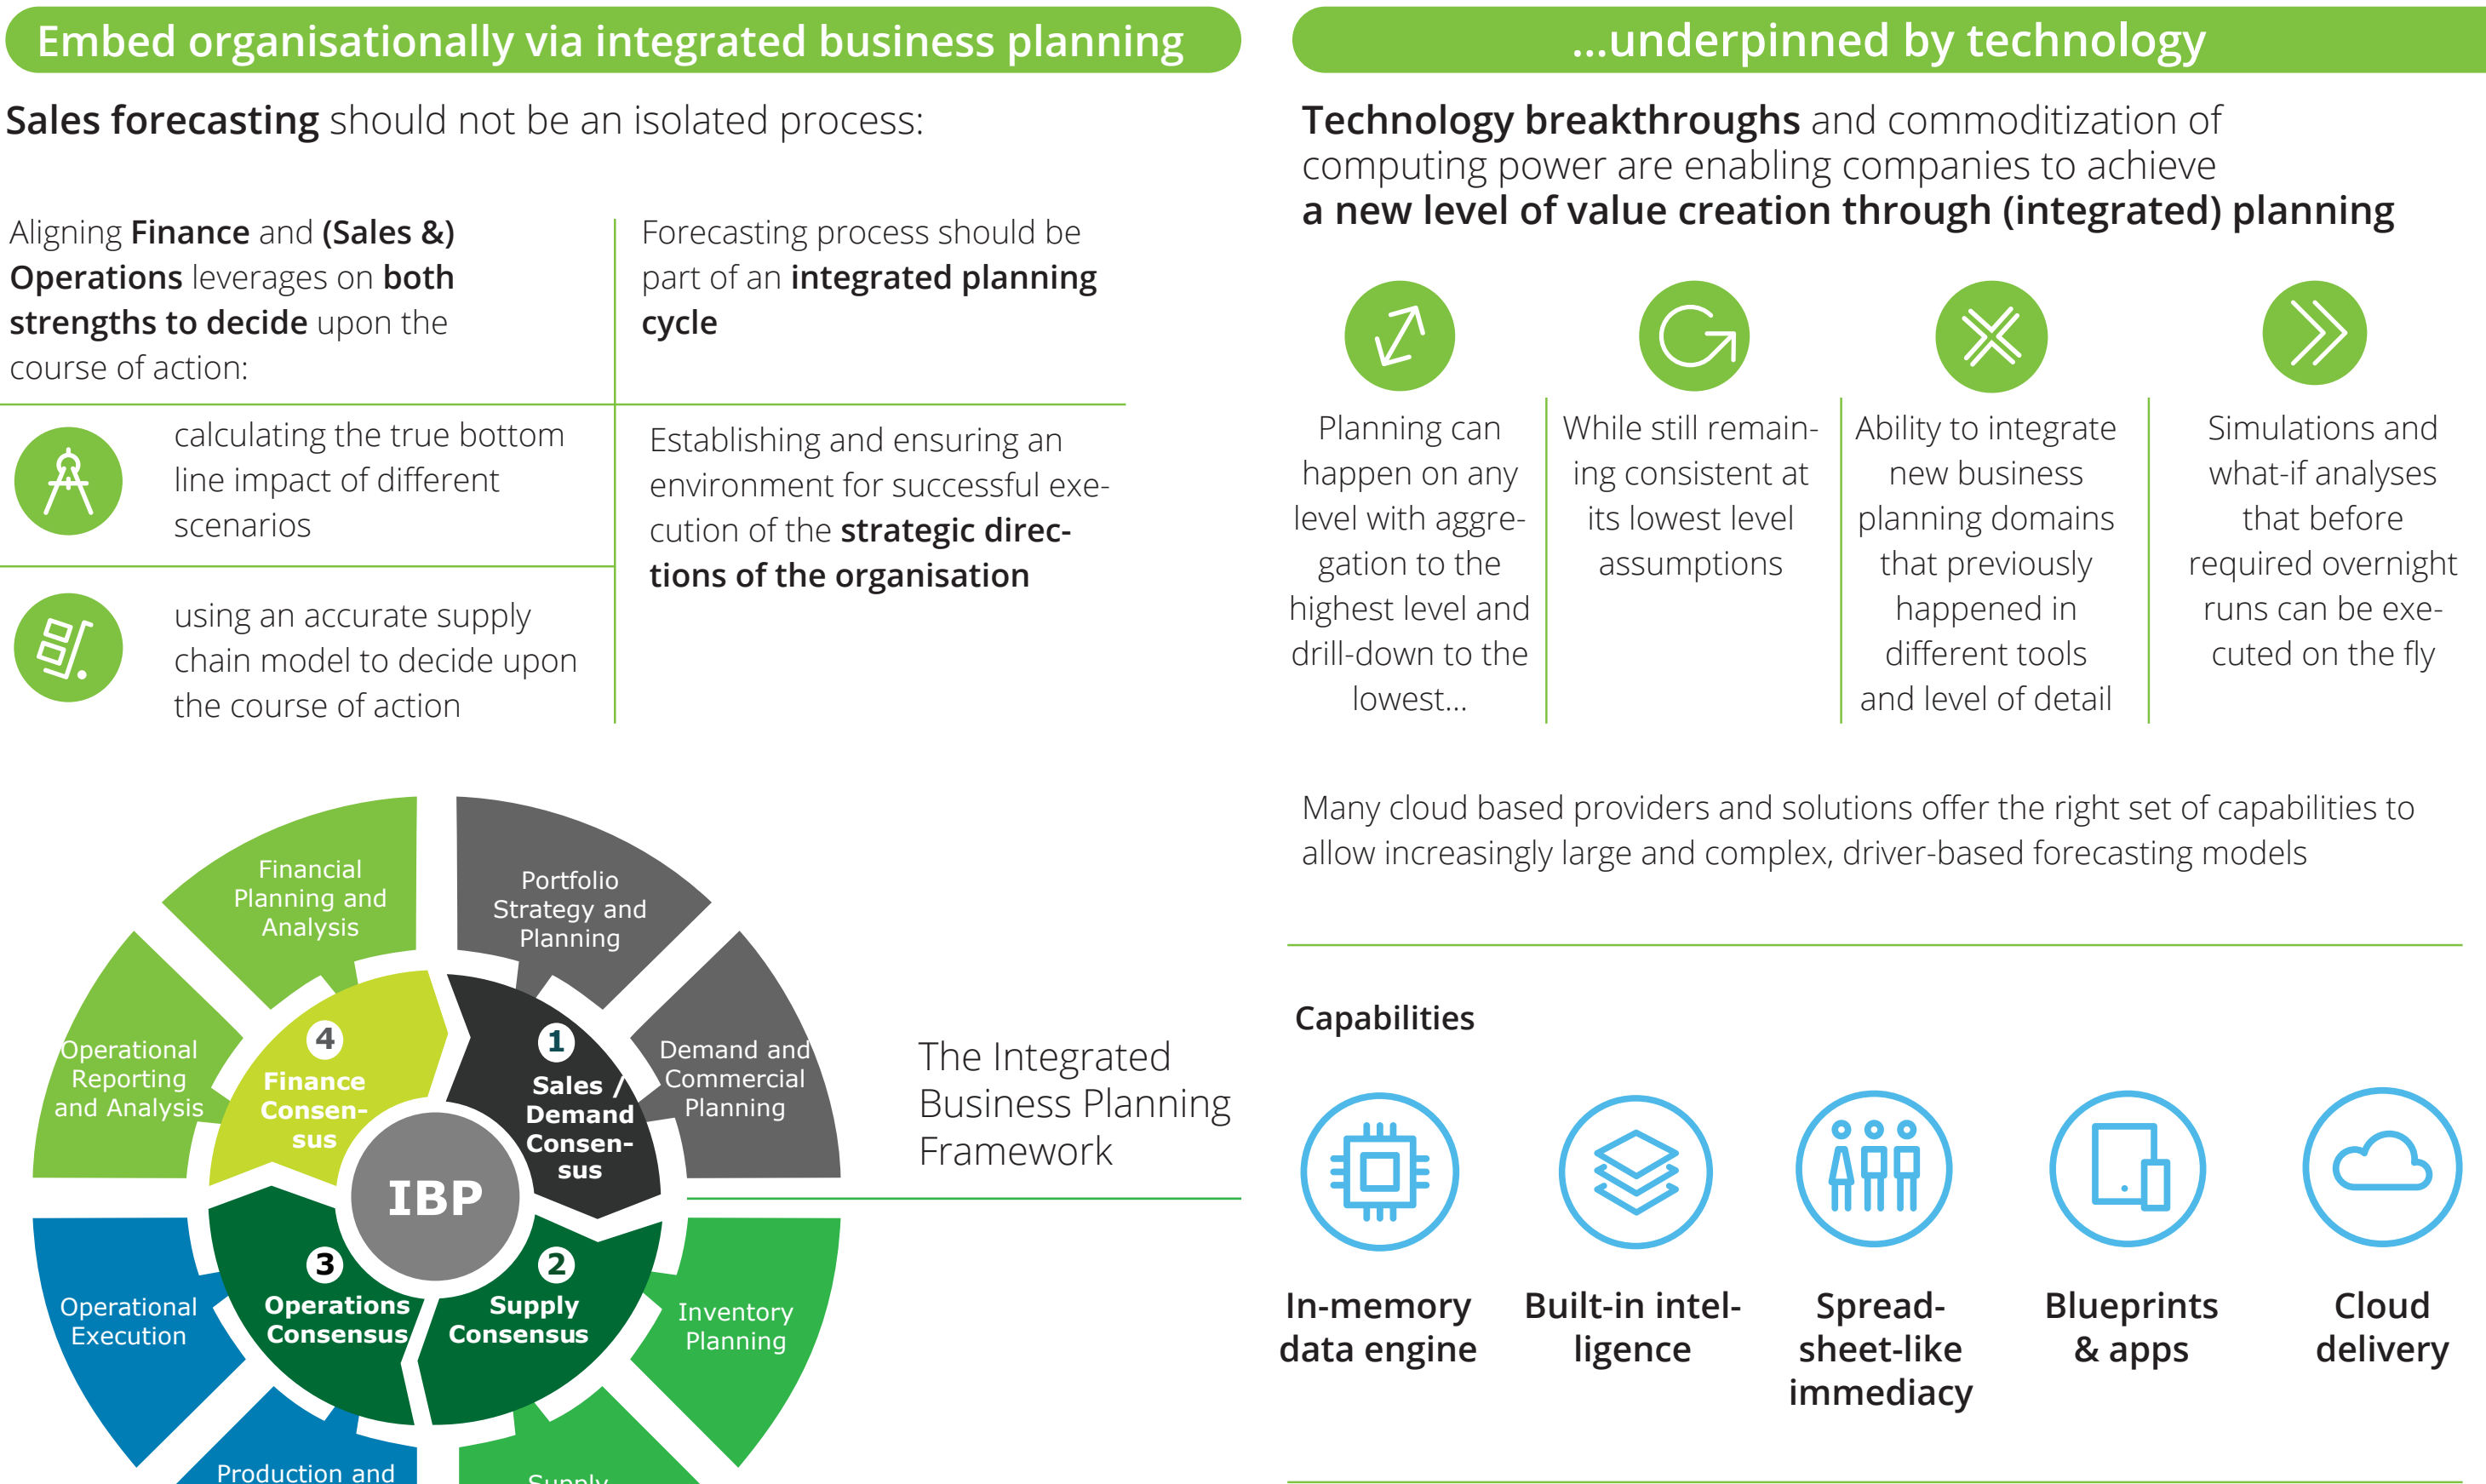 Embed organisationally via integrated business planning
Sales forecasting should not be an isolated process:
Aligning Finance and (Sales &)
Operations leverages on both
strengths to decide upon the
course of action:
Forecasting process should be
part of an integrated planning
cycle
calculating the true bottom
line impact of different
scenarios
Establishing and ensuring an
environment for successful exe-
cution of the strategic direc-
tions of the organisation
using an accurate supply
chain model to decide upon
the course of action
Financial
Planning and
Analysis
Portfolio
Strategy and
Planning
Operational
Reporting
and Analysis
4
Finance
Consen-
sus
1
Sales /
Demand
Consen-
sus
Demand and
Commercial
Planning
IBP
The Integrated
Business Planning
Framework
Operational
Execution
3
Operations
Consensus
2
Supply
Consensus
Inventory
Planning
Production and
Supply
...underpinned by technology
Technology breakthroughs and commoditization of
computing power are enabling companies to achieve
a new level of value creation through (integrated) planning
Planning can
happen on any
level with aggre-
gation to the
highest level and
drill-down to the
lowest...
While still remain-
ing consistent at
its lowest level
assumptions
Ability to integrate
new business
planning domains
that previously
happened in
different tools
and level of detail
Simulations and
what-if analyses
that before
required overnight
runs can be exe-
cuted on the fly
Many cloud based providers and solutions offer the right set of capabilities to
allow increasingly large and complex, driver-based forecasting models
Capabilities
In-memory
data engine
Built-in intel-
ligence
Spread-
sheet-like
immediacy
Blueprints
& apps
Cloud
delivery